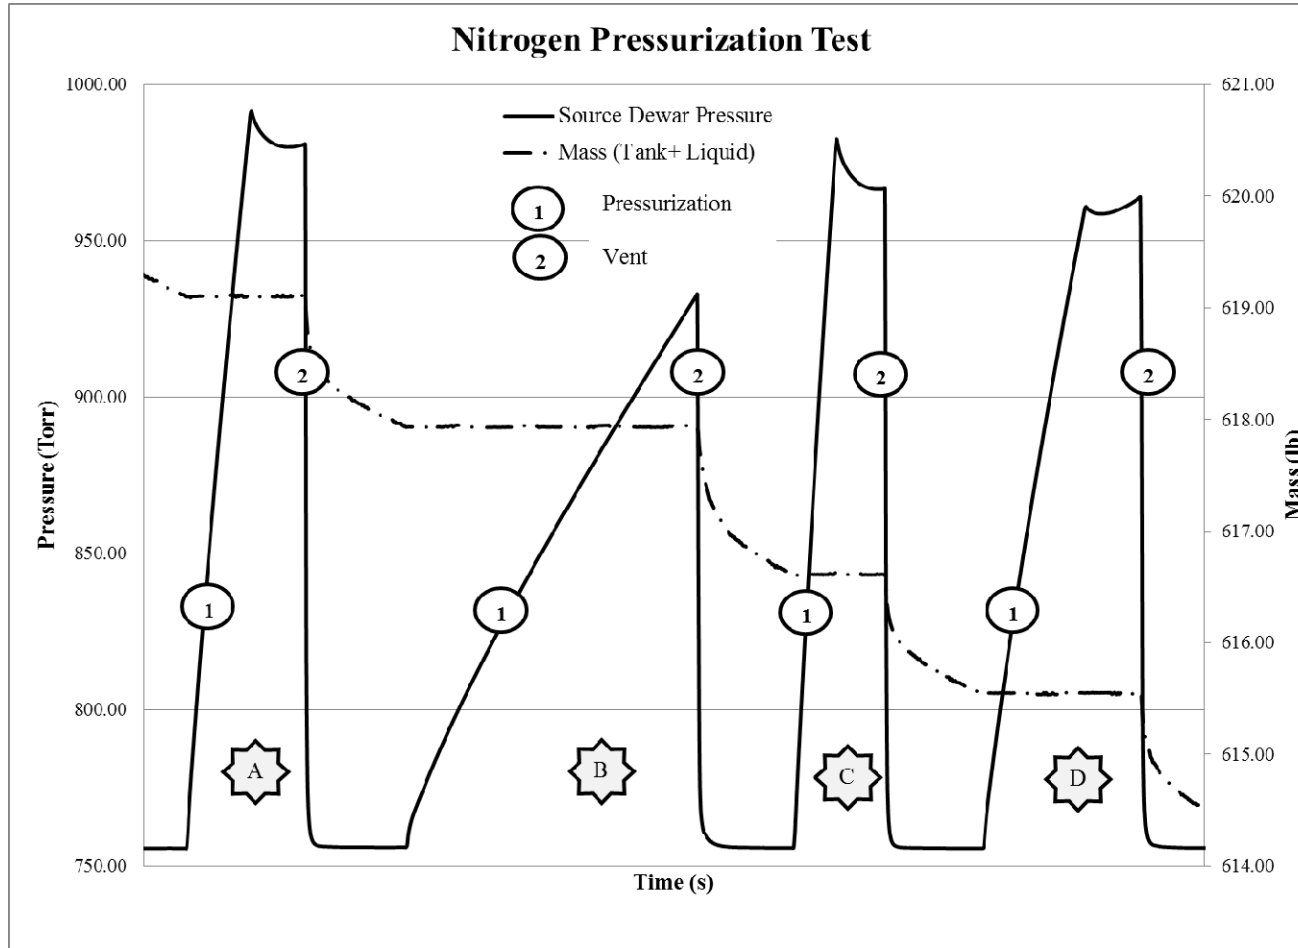 Nitrogen Pressurization Test
1000.00
950.00
900.00
850.00
800.00
750.00
Pressure (Torr)
Source Dewar Pressure
Mass (Tank+ Liquid)
1 Pressurization
2 Vent
2
2
2
2
1
1
1
1
A
B
C
D
621.00
620.00
619.00
618.00
617.00
616.00
615.00
614.00
Mass (lb)
Time (s)